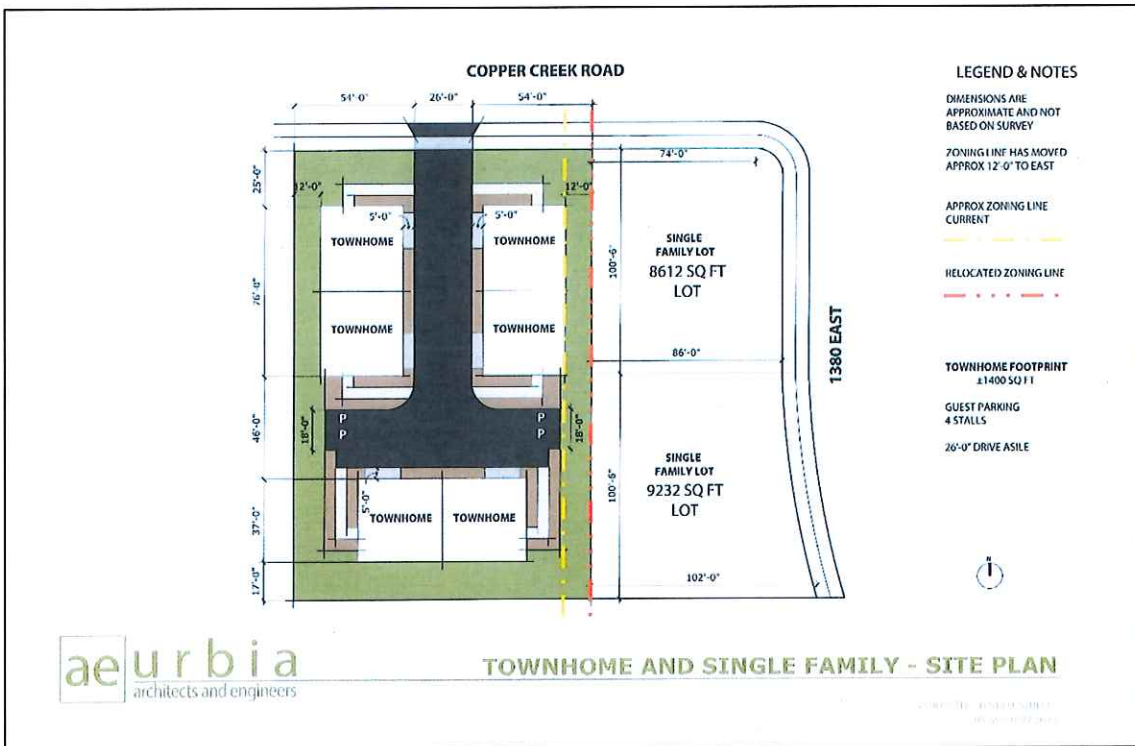 COPPER CREEK ROAD
54'-0"
26'-0"
54'-0"
74'-0"
25'-0"
12'-0"
12'-0"
5'-0"
5'-0"
TOWNHOME
TOWNHOME
SINGLE
FAMILY LOT
8612 SQ FT
LOT
100'-6"
76'-0"
TOWNHOME
TOWNHOME
86'-0"
1380 EAST
46'-0"
18'-0"
P
P
P
P
18'-0"
SINGLE
FAMILY LOT
9232 SQ FT
LOT
100'-6"
5'-0"
37'-0"
TOWNHOME
TOWNHOME
17'-0"
102'-0"
LEGEND & NOTES
DIMENSIONS ARE
APPROXIMATE AND NOT
BASED ON SURVEY
ZONING LINE HAS MOVED
APPROX 12'-0" TO EAST
APPROX ZONING LINE
CURRENT
RELOCATED ZONING LINE
TOWNHOME FOOTPRINT
±1400 SQ FT
GUEST PARKING
4 STALLS
26'-0" DRIVE ASILE
N
ae urbia
architects and engineers
TOWNHOME AND SINGLE FAMILY - SITE PLAN